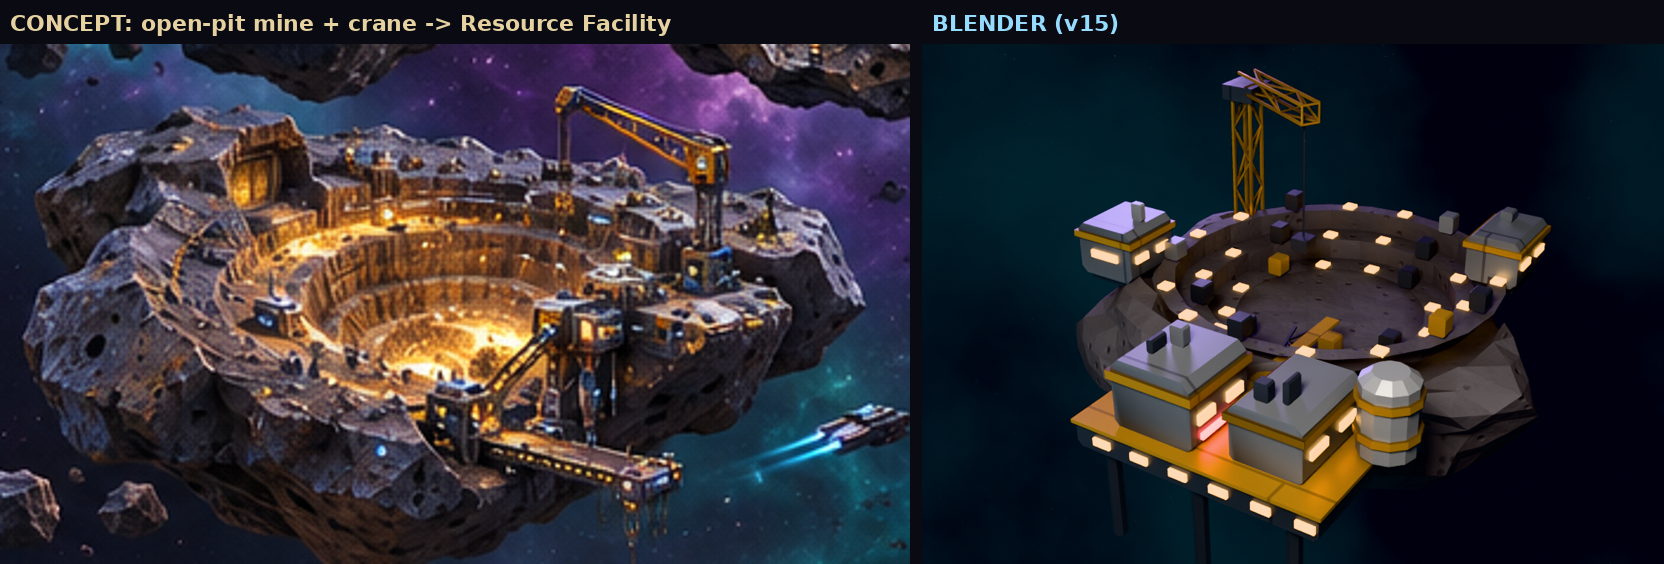 CONCEPT: open-pit mine + crane -> Resource Facility
BLENDER (v15)